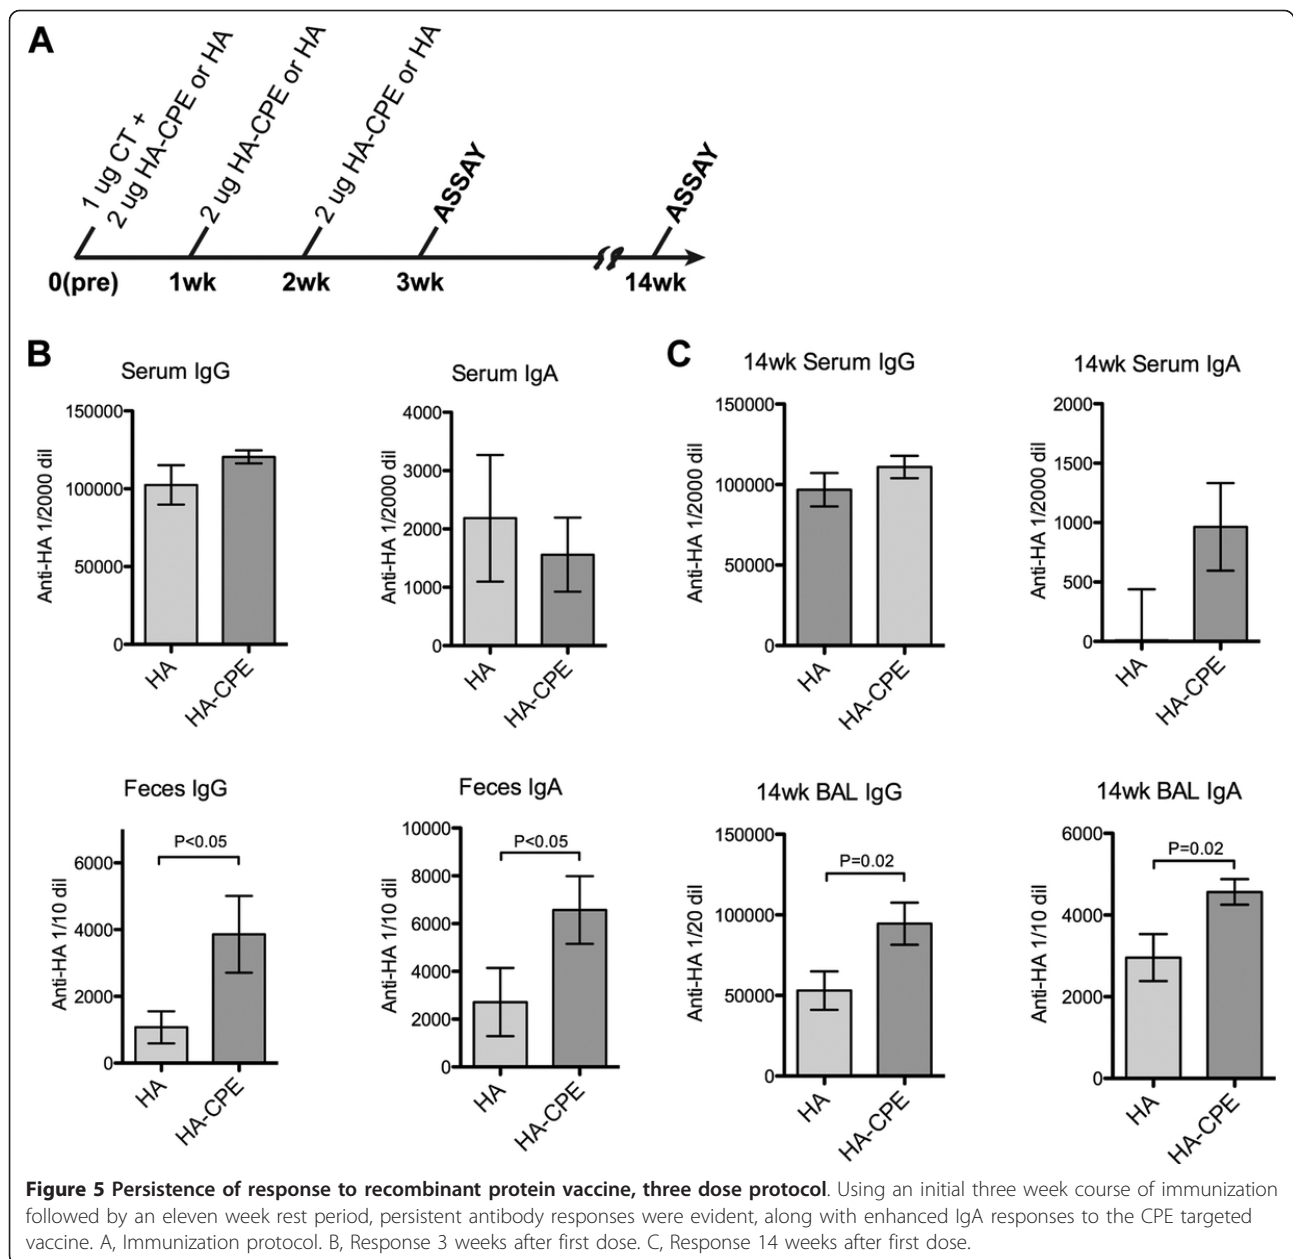 A
1 ug CT +
2 ug HA-CPE or HA
2 ug HA-CPE or HA
2 ug HA-CPE or HA
ASSAY
ASSAY
0(pre)
1wk
2wk
3wk
14wk
B
Serum IgG
Anti-HA 1/2000 dil
150000
100000
50000
0
HA
HA-CPE
Serum IgA
Anti-HA 1/2000 dil
4000
3000
2000
1000
0
HA
HA-CPE
C
14wk Serum IgG
Anti-HA 1/2000 dil
150000
100000
50000
0
HA
HA-CPE
14wk Serum IgA
Anti-HA 1/2000 dil
2000
1500
1000
500
0
HA
HA-CPE
Feces IgG
Anti-HA 1/10 dil
6000
4000
2000
0
P<0.05
HA
HA-CPE
Feces IgA
Anti-HA 1/10 dil
10000
8000
6000
4000
2000
0
P<0.05
HA
HA-CPE
14wk BAL IgG
Anti-HA 1/20 dil
150000
100000
50000
0
P=0.02
HA
HA-CPE
14wk BAL IgA
Anti-HA 1/10 dil
6000
4000
2000
0
P=0.02
HA
HA-CPE
Figure 5 Persistence of response to recombinant protein vaccine, three dose protocol. Using an initial three week course of immunization
followed by an eleven week rest period, persistent antibody responses were evident, along with enhanced IgA responses to the CPE targeted
vaccine. A, Immunization protocol. B, Response 3 weeks after first dose. C, Response 14 weeks after first dose.